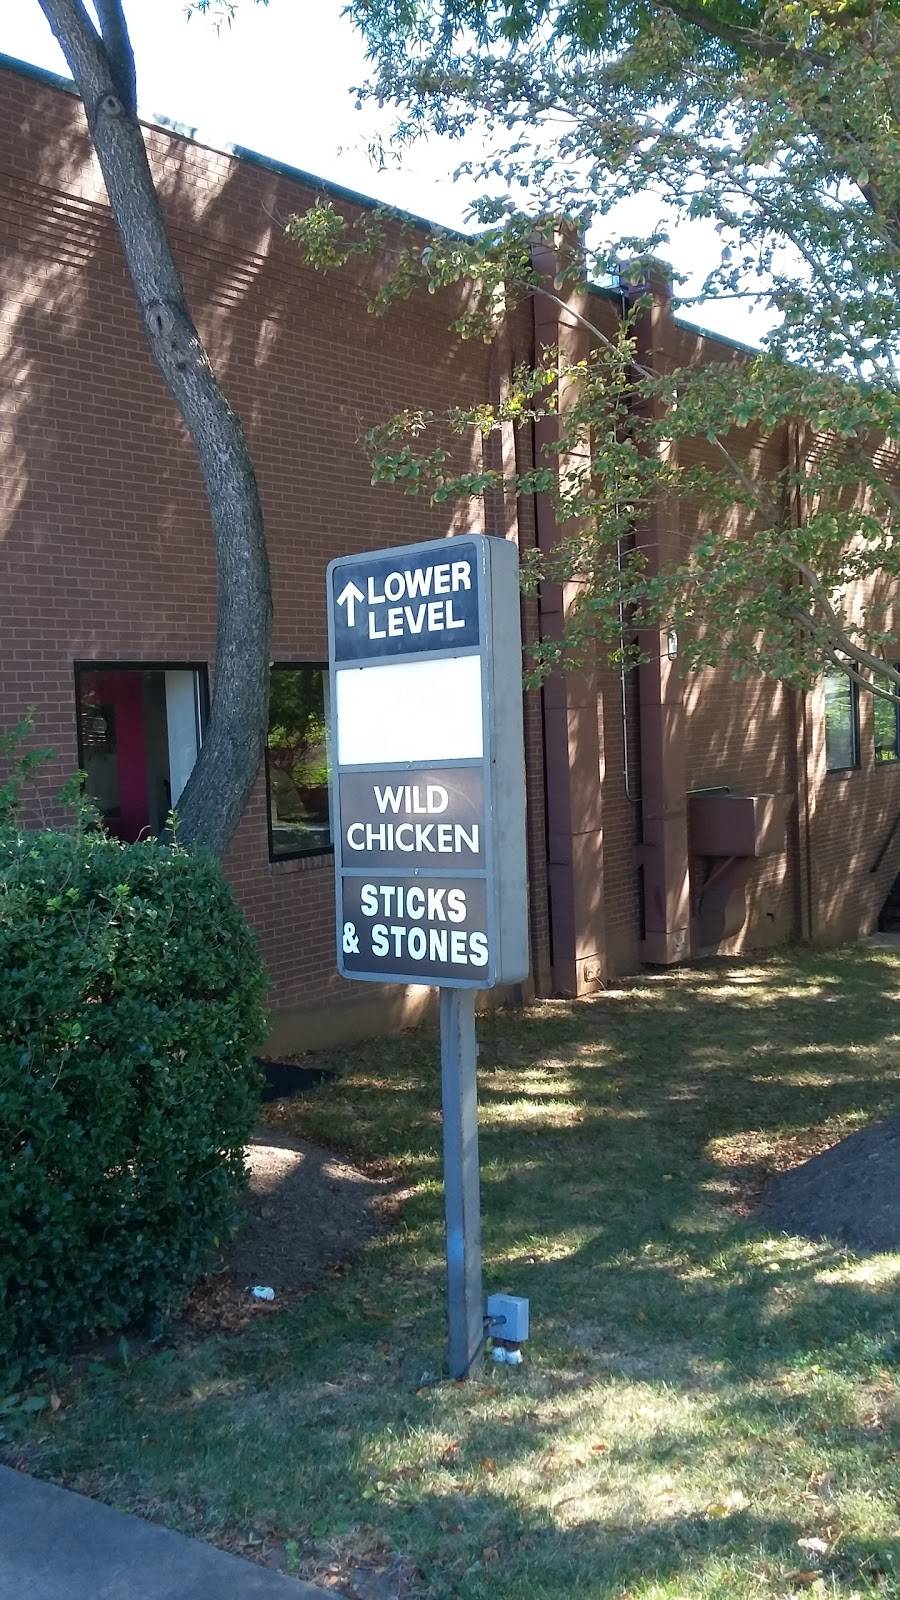 ↑ LOWER
LEVEL
WILD
CHICKEN
STICKS
& STONES